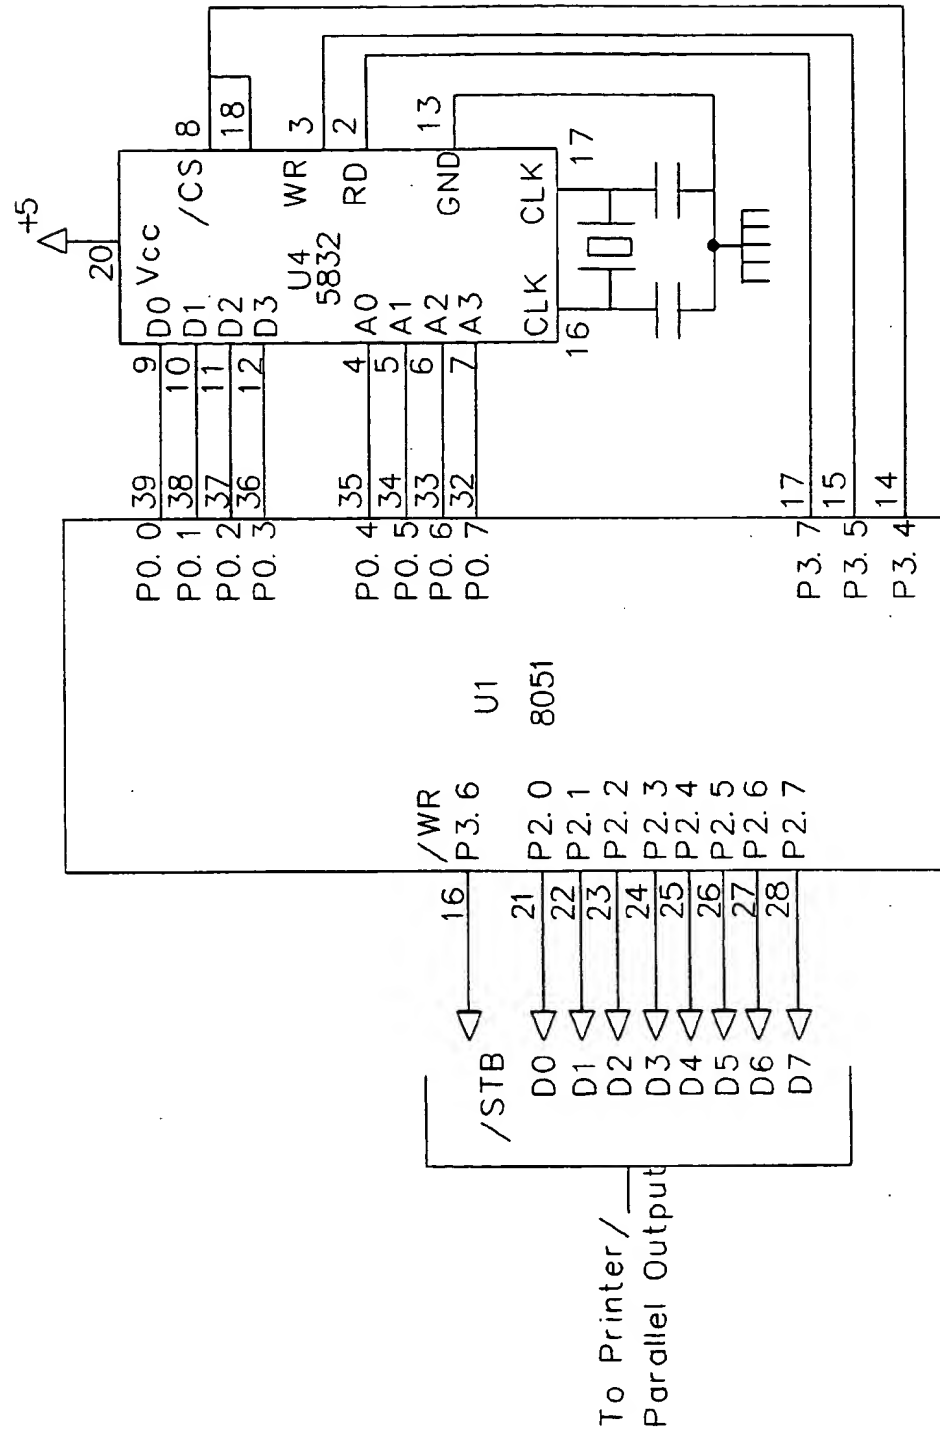 +5
20
Vcc
9 D0
10 D1
11 D2
12 D3
4 A0
5 A1
6 A2
7 A3
U4
5832
/CS 8
18
WR 3
RD 2
GND 13
CLK 16
CLK 17
P0.0 39
P0.1 38
P0.2 37
P0.3 36
P0.4 35
P0.5 34
P0.6 33
P0.7 32
P3.7 17
P3.5 15
P3.4 14
U1
8051
/WR
P3.6 16
P2.0 21
P2.1 22
P2.2 23
P2.3 24
P2.4 25
P2.5 26
P2.6 27
P2.7 28
/STB
D0
D1
D2
D3
D4
D5
D6
D7
To Printer/
Parallel Output